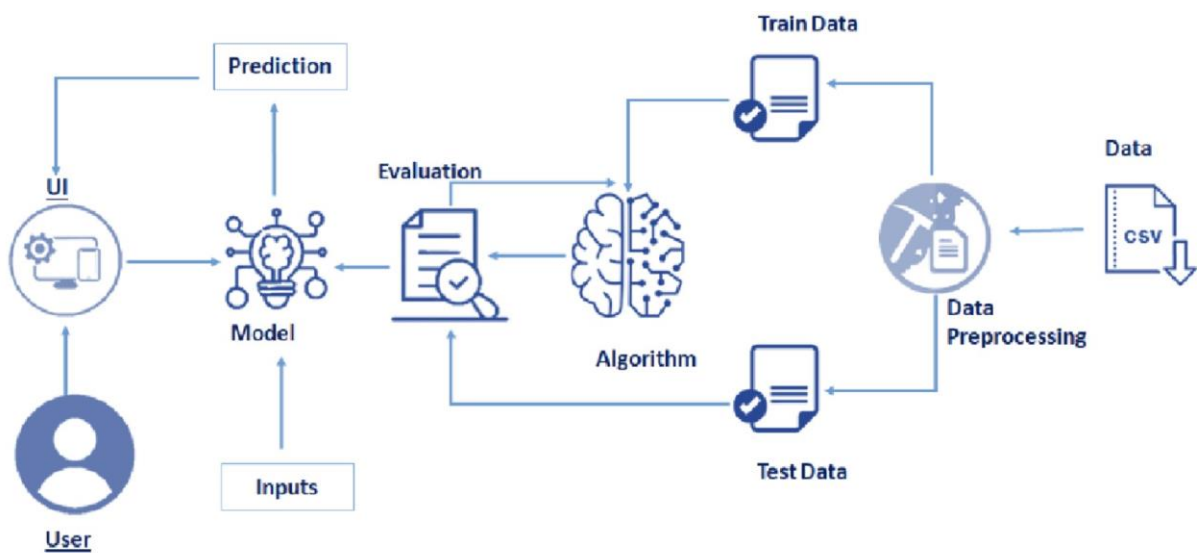 Train Data
Prediction
Evaluation
Data
UI
CSV
Model
Data
Preprocessing
Algorithm
Inputs
Test Data
User